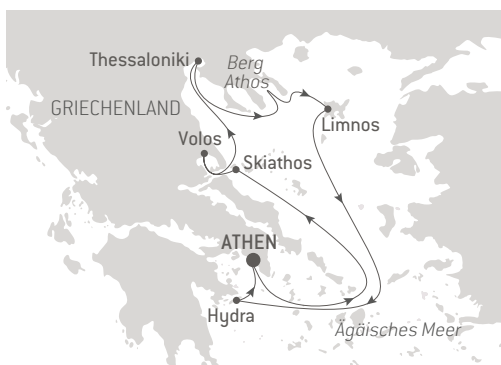 Thessaloniki
Berg
Athos
GRIECHENLAND
Limnos
Volos
Skiathos
ATHEN
Hydra
Ägäisches Meer